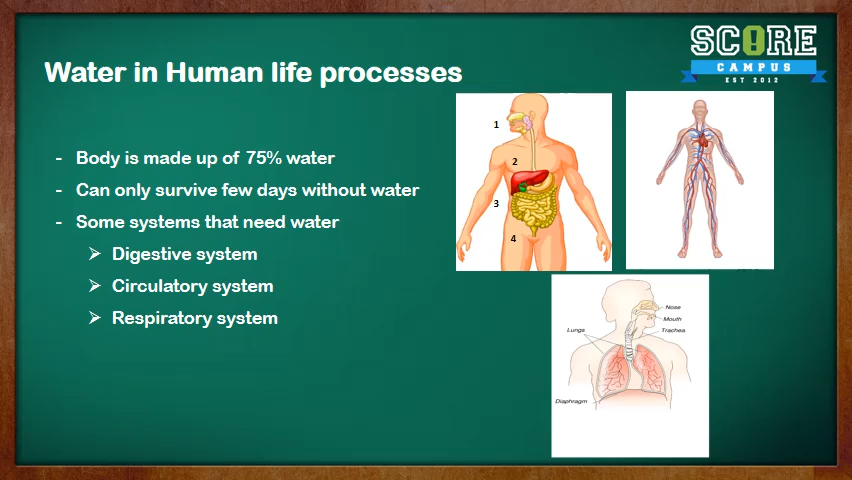 SC!RE
CAMPUS
EST 2012
Water in Human life processes
- Body is made up of 75% water
- Can only survive few days without water
- Some systems that need water
➢ Digestive system
➢ Circulatory system
➢ Respiratory system
1
2
3
4
Nose
Mouth
Trachea
Lungs
Diaphragm